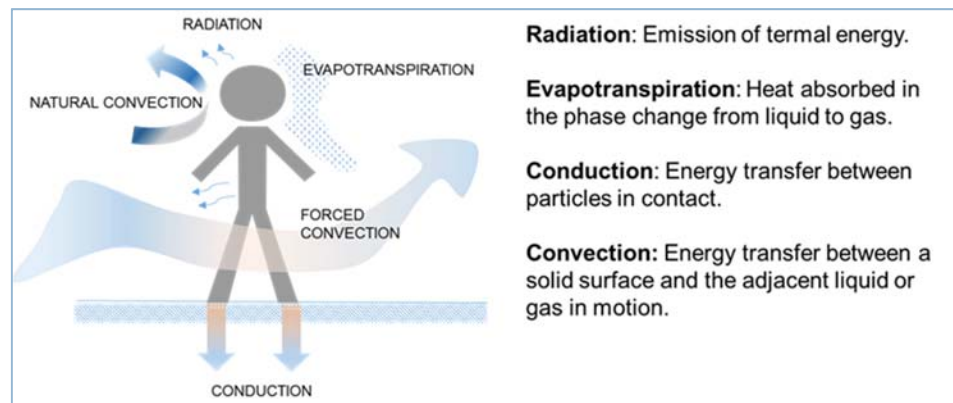 RADIATION
EVAPOTRANSPIRATION
NATURAL CONVECTION
FORCED
CONVECTION
CONDUCTION
Radiation: Emission of termal energy.
Evapotranspiration: Heat absorbed in
the phase change from liquid to gas.
Conduction: Energy transfer between
particles in contact.
Convection: Energy transfer between a
solid surface and the adjacent liquid or
gas in motion.